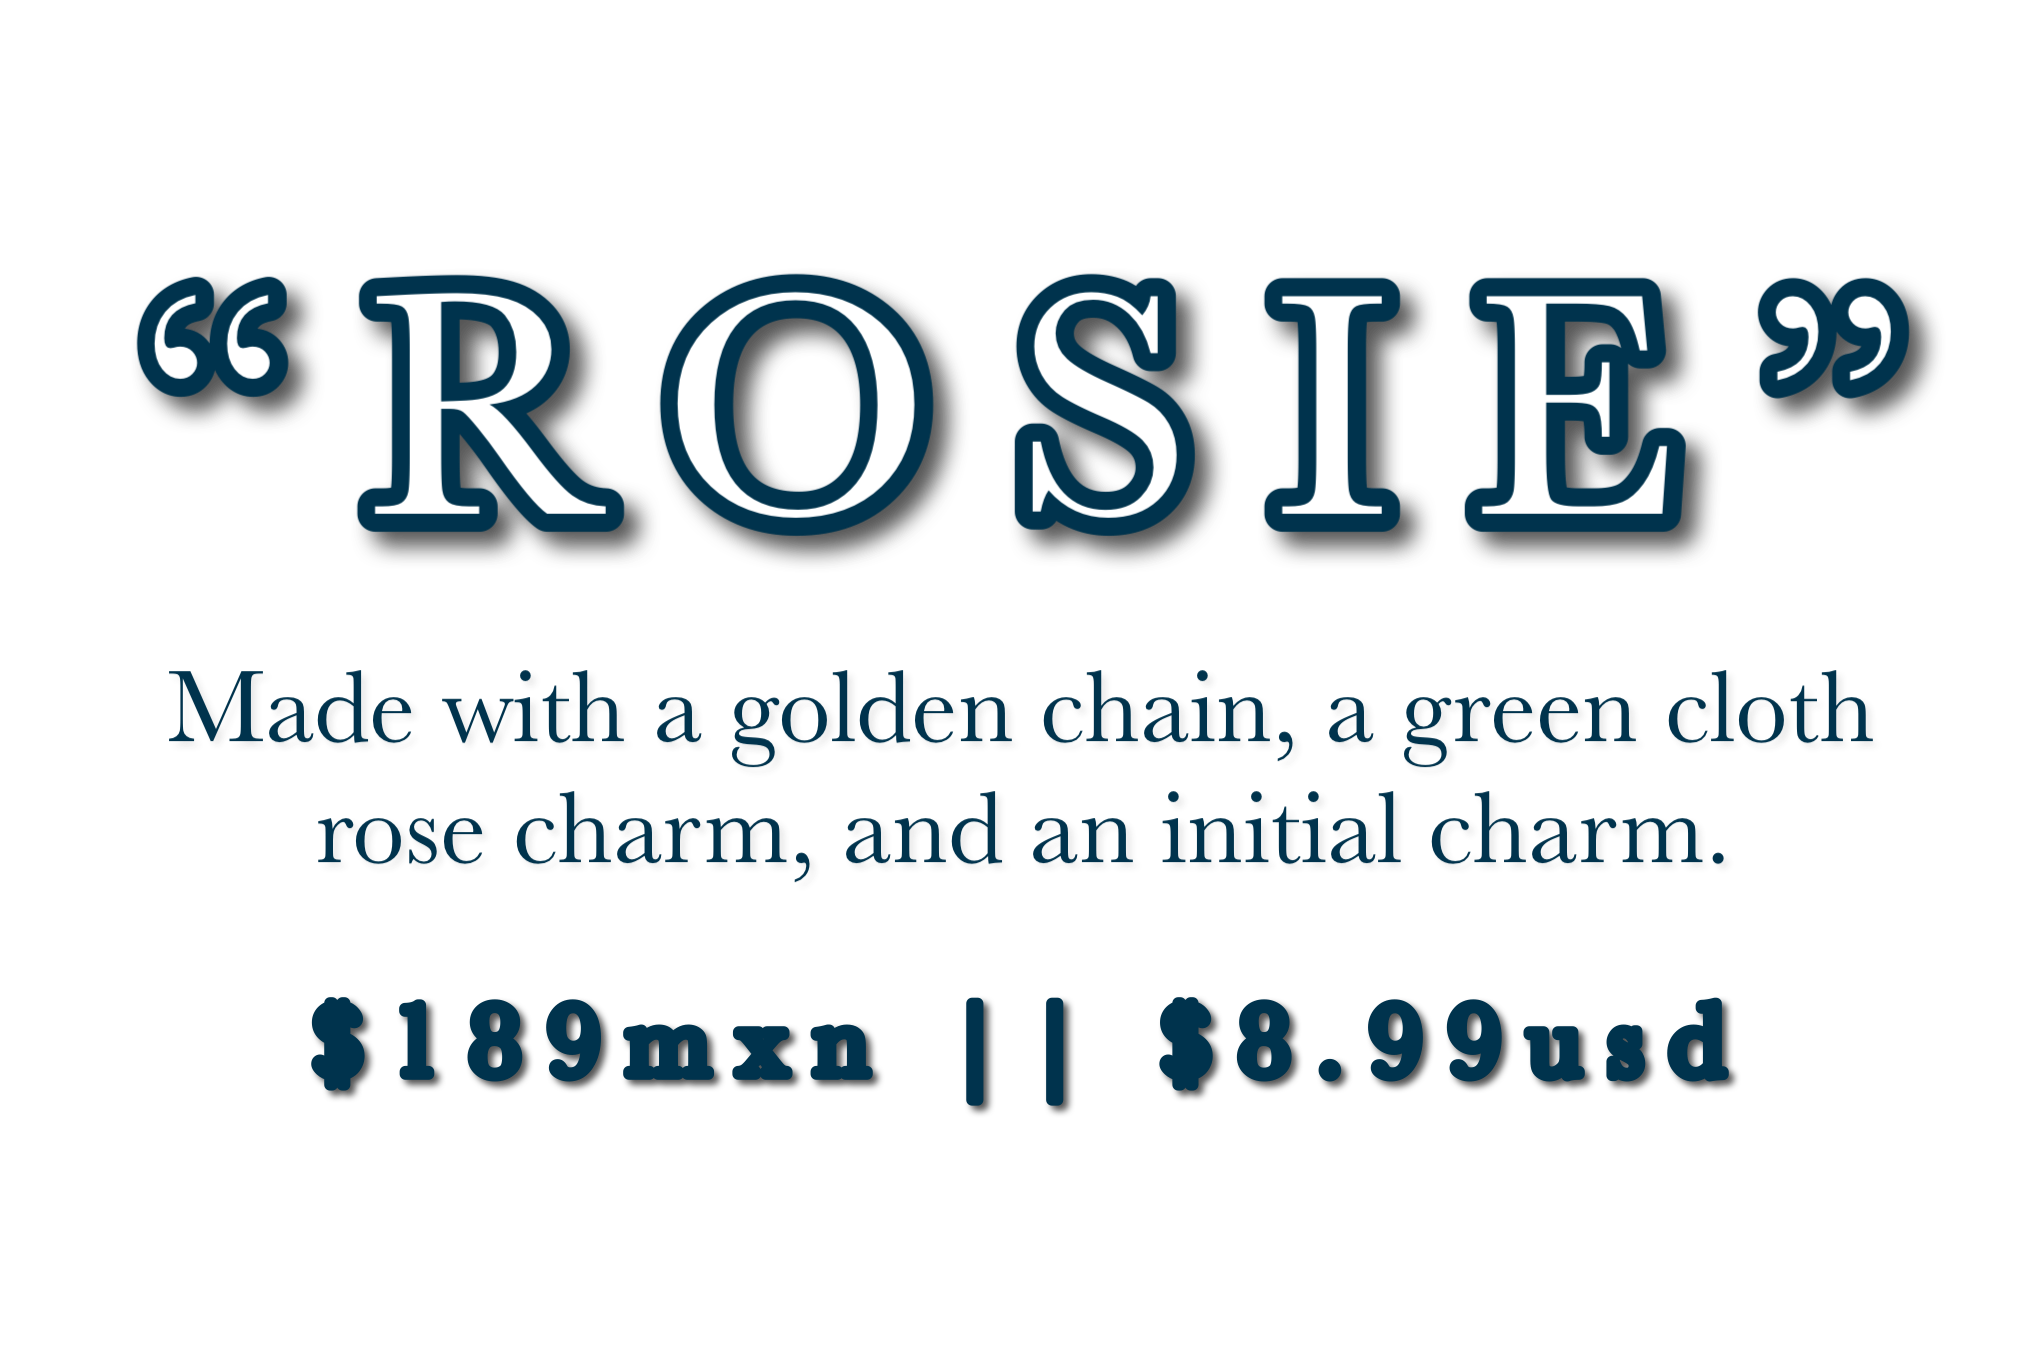 “ROSIE”
Made with a golden chain, a green cloth
rose charm, and an initial charm.
$189mxn || $8.99usd